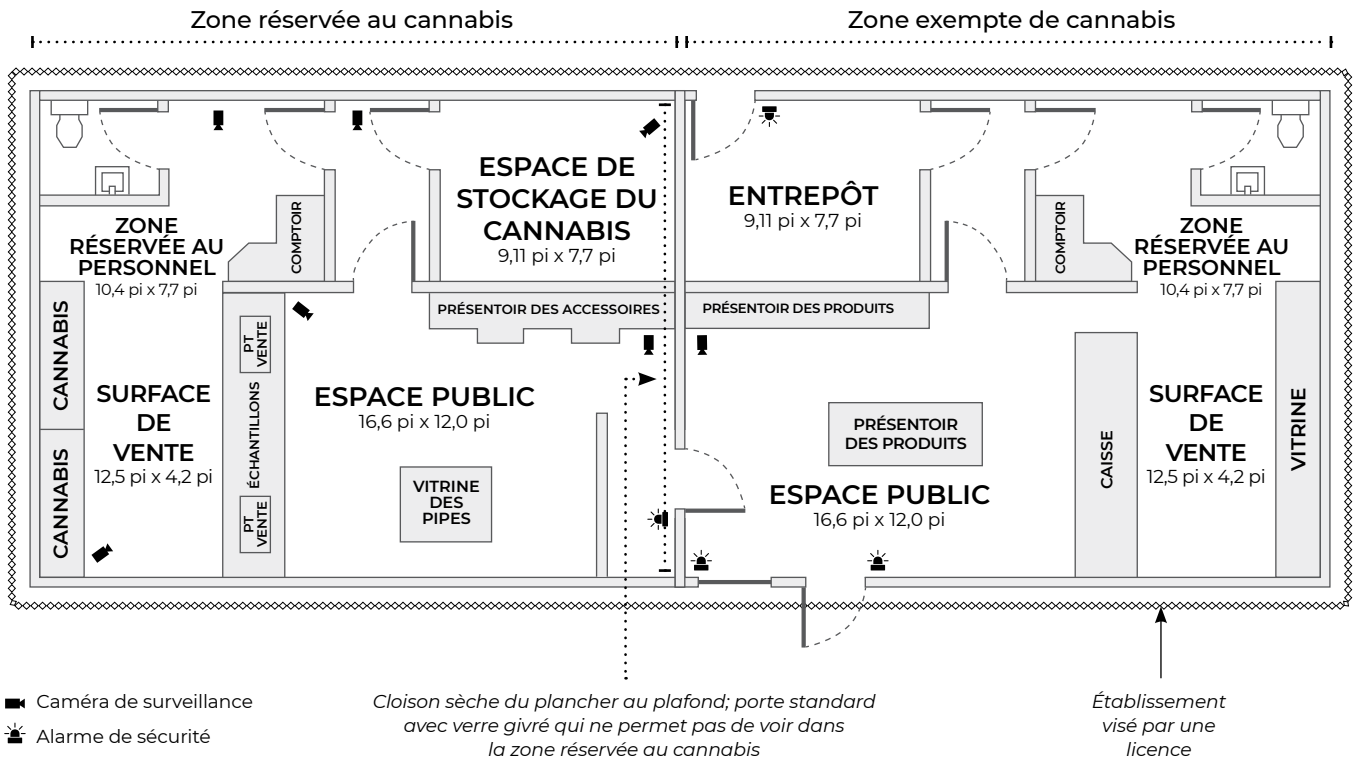 Zone réservée au cannabis
Zone exempte de cannabis
ESPACE DE
STOCKAGE DU
CANNABIS
9,11 pi x 7,7 pi
ENTREPÔT
9,11 pi x 7,7 pi
ZONE
RÉSERVÉE AU
PERSONNEL
10,4 pi x 7,7 pi
COMPTOIR
COMPTOIR
ZONE
RÉSERVÉE AU
PERSONNEL
10,4 pi x 7,7 pi
PRÉSENTOIR DES ACCESSOIRES
PRÉSENTOIR DES PRODUITS
CANNABIS
CANNABIS
SURFACE
DE
VENTE
12,5 pi x 4,2 pi
PT
VENTE
ÉCHANTILLONS
PT
VENTE
ESPACE PUBLIC
16,6 pi x 12,0 pi
VITRINE
DES
PIPES
PRÉSENTOIR
DES PRODUITS
ESPACE PUBLIC
16,6 pi x 12,0 pi
CAISSE
SURFACE
DE
VENTE
12,5 pi x 4,2 pi
VITRINE
Caméra de surveillance
Alarme de sécurité
Cloison sèche du plancher au plafond; porte standard
avec verre givré qui ne permet pas de voir dans
la zone réservée au cannabis
Établissement
visé par une
licence